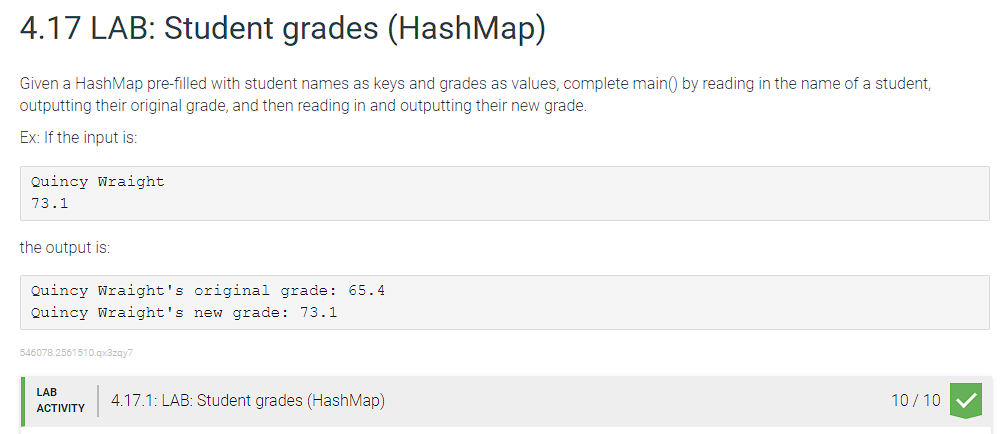 4.17 LAB: Student grades (HashMap)
Given a HashMap pre-filled with student names as keys and grades as values, complete main() by reading in the name of a student,
outputting their original grade, and then reading in and outputting their new grade.
Ex: If the input is:
Quincy Wraight
73.1
the output is:
Quincy Wraight's original grade: 65.4
Quincy Wraight's new grade: 73.1
546078.2561510.qx3zqy7
LAB
ACTIVITY
4.17.1: LAB: Student grades (HashMap)
10 / 10